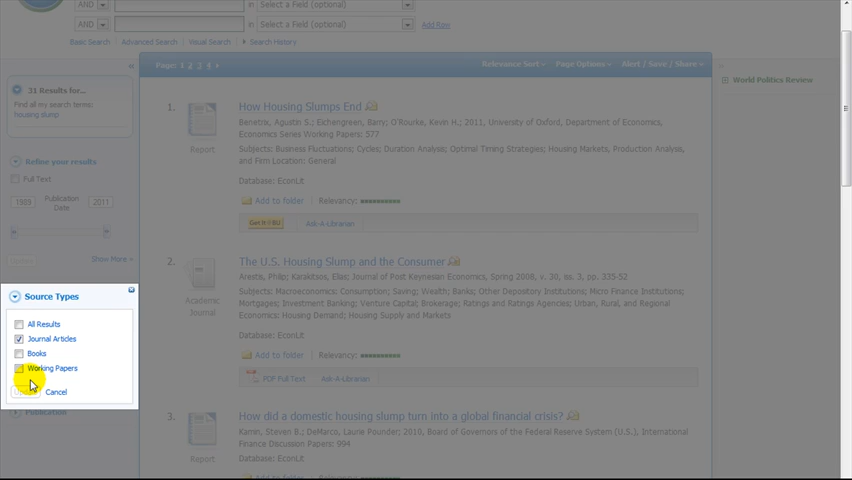 AND
in
Select a Field (optional)
AND
in
Select a Field (optional)
Add Row
Basic Search
Advanced Search
Visual Search
Search History
«
Page: 1 2 3 4
Relevance Sort
Page Options
Alert / Save / Share
»
31 Results for...
Find all my search terms:
housing slump
Refine your results
Full Text
1989
Publication
Date
2011
Show More »
Source Types
All Results
Journal Articles
Books
Working Papers
Cancel
Publication
1.
How Housing Slumps End
Benetrix, Agustin S.; Eichengreen, Barry; O'Rourke, Kevin H.; 2011, University of Oxford, Department of Economics,
Economics Series Working Papers: 577
Report
Subjects: Business Fluctuations; Cycles; Duration Analysis; Optimal Timing Strategies; Housing Markets, Production Analysis,
and Firm Location: General
Database: EconLit
Add to folder
Relevancy:
Get It @ BU
Ask-A-Librarian
2.
The U.S. Housing Slump and the Consumer
Arestis, Philip; Karakitsos, Elias; Journal of Post Keynesian Economics, Spring 2008, v. 30, iss. 3, pp. 335-52
Academic
Journal
Subjects: Macroeconomics: Consumption; Saving; Wealth; Banks; Other Depository Institutions; Micro Finance Institutions;
Mortgages; Investment Banking; Venture Capital; Brokerage; Ratings and Ratings Agencies; Urban, Rural, and Regional
Economics: Housing Demand; Housing Supply and Markets
Database: EconLit
Add to folder
Relevancy:
PDF Full Text
Ask-A-Librarian
3.
How did a domestic housing slump turn into a global financial crisis?
Kamin, Steven B.; DeMarco, Laurie Pounder; 2010, Board of Governors of the Federal Reserve System (U.S.), International
Finance Discussion Papers: 994
Report
Database: EconLit
World Politics Review